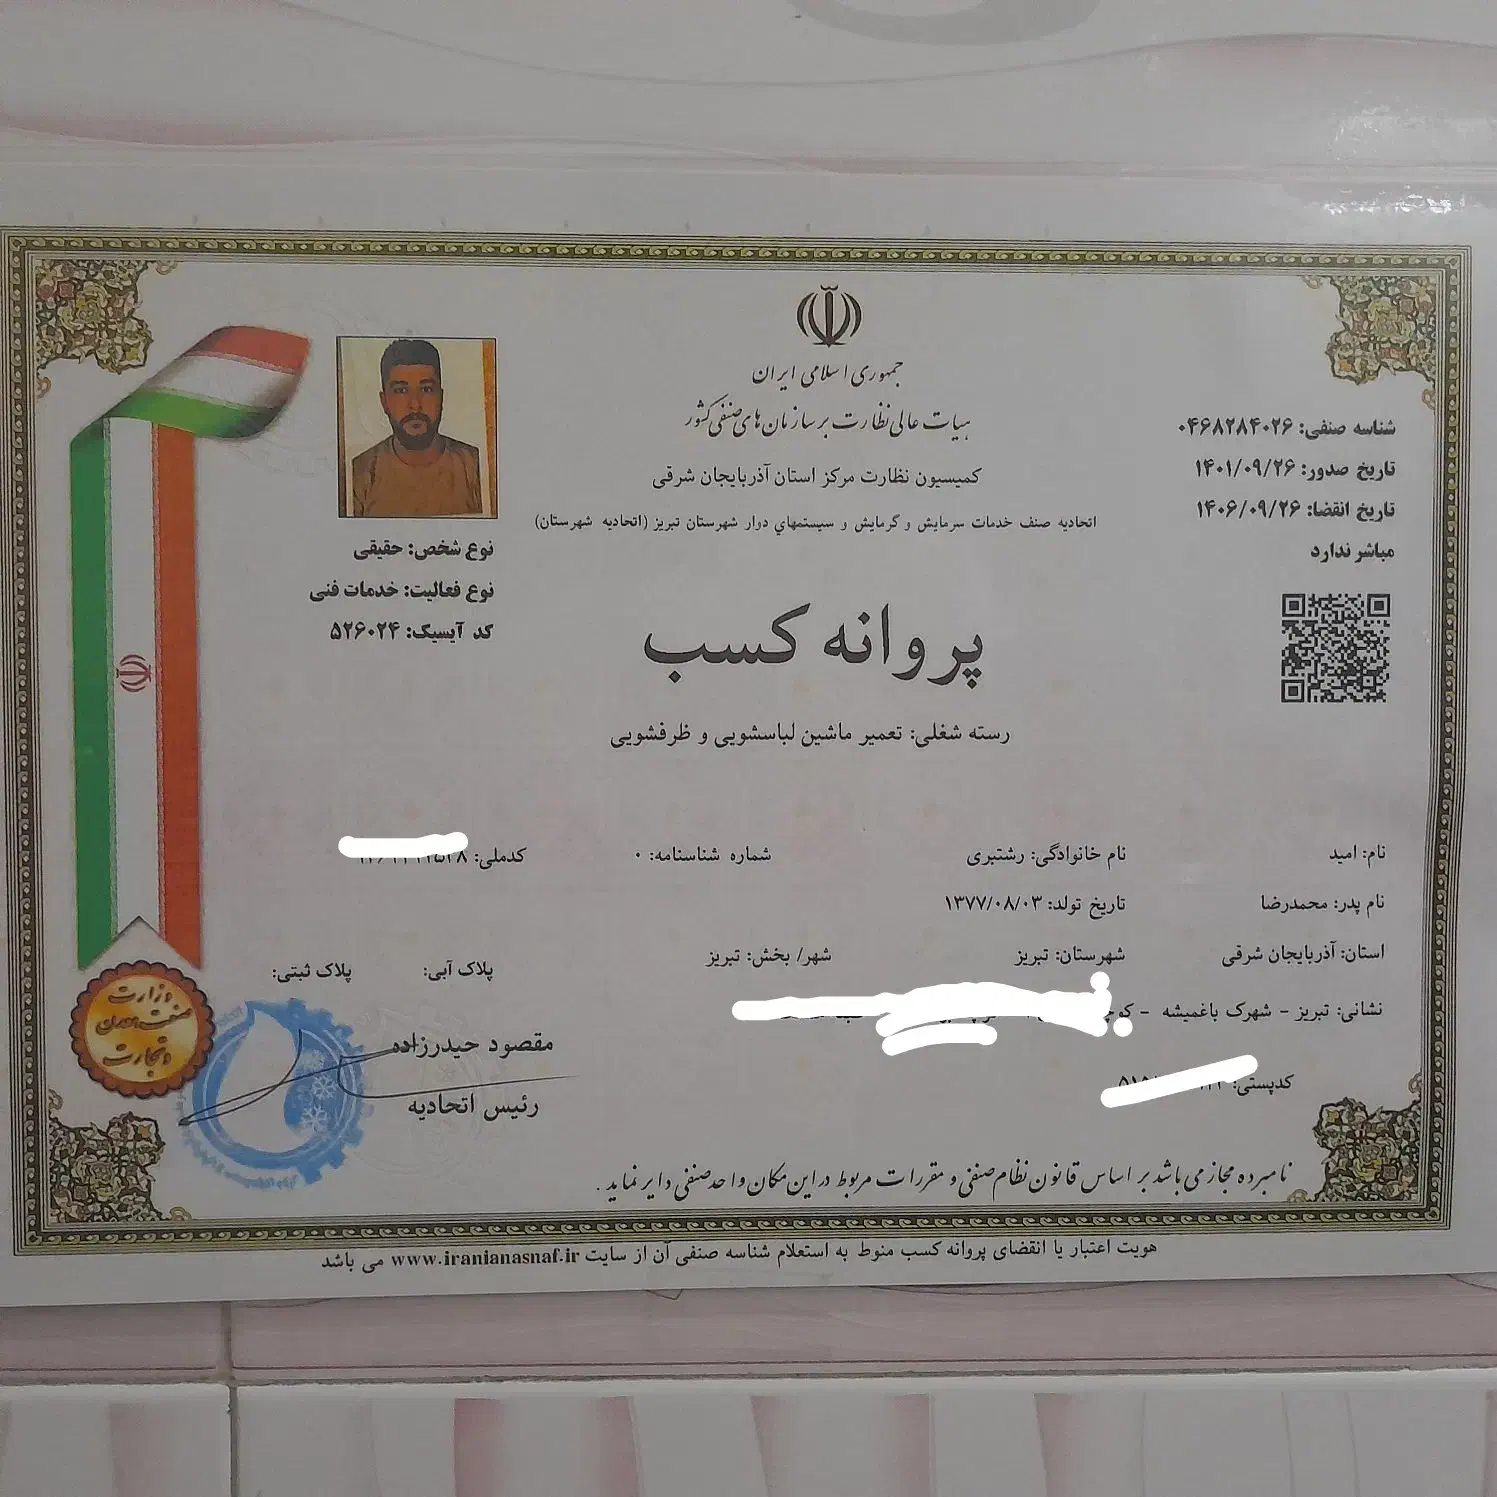 جمهوری اسلامی ایران
هیات عالی نظارت بر سازمان های صنفی کشور
کمیسیون نظارت مرکز استان آذربایجان شرقی
اتحادیه صنف خدمات سرمایش و گرمایش و سیستمهاي دوار شهرستان تبریز (اتحادیه شهرستان)
شناسه صنفی: ۰۴۶۸۲۸۴۰۲۶
تاریخ صدور: ۱۴۰۱/۰۹/۲۶
تاریخ انقضا: ۱۴۰۶/۰۹/۲۶
مباشر ندارد
نوع شخص: حقیقی
نوع فعالیت: خدمات فنی
کد آیسیک: ۵۲۶۰۲۴
پروانه کسب
رسته شغلی: تعمیر ماشین لباسشویی و ظرفشویی
نام: امید نام خانوادگی: رشتبری شماره شناسنامه: ۰ کدملی:
نام پدر: محمدرضا تاریخ تولد: ۱۳۷۷/۰۸/۰۳
استان: آذربایجان شرقی شهرستان: تبریز شهر/ بخش: تبریز پلاک آبی: پلاک ثبتی:
نشانی: تبریز - شهرک باغمیشه -
کدپستی:
وزارت
صنعت، معدن
و تجارت
مقصود حیدرزاده
رئیس اتحادیه
نامبرده مجاز می باشد بر اساس قانون نظام صنفی و مقررات مربوط در این مکان واحد صنفی دایر نماید .
هویت اعتبار یا انقضای پروانه کسب منوط به استعلام شناسه صنفی آن از سایت www.iranianasnaf.ir می باشد